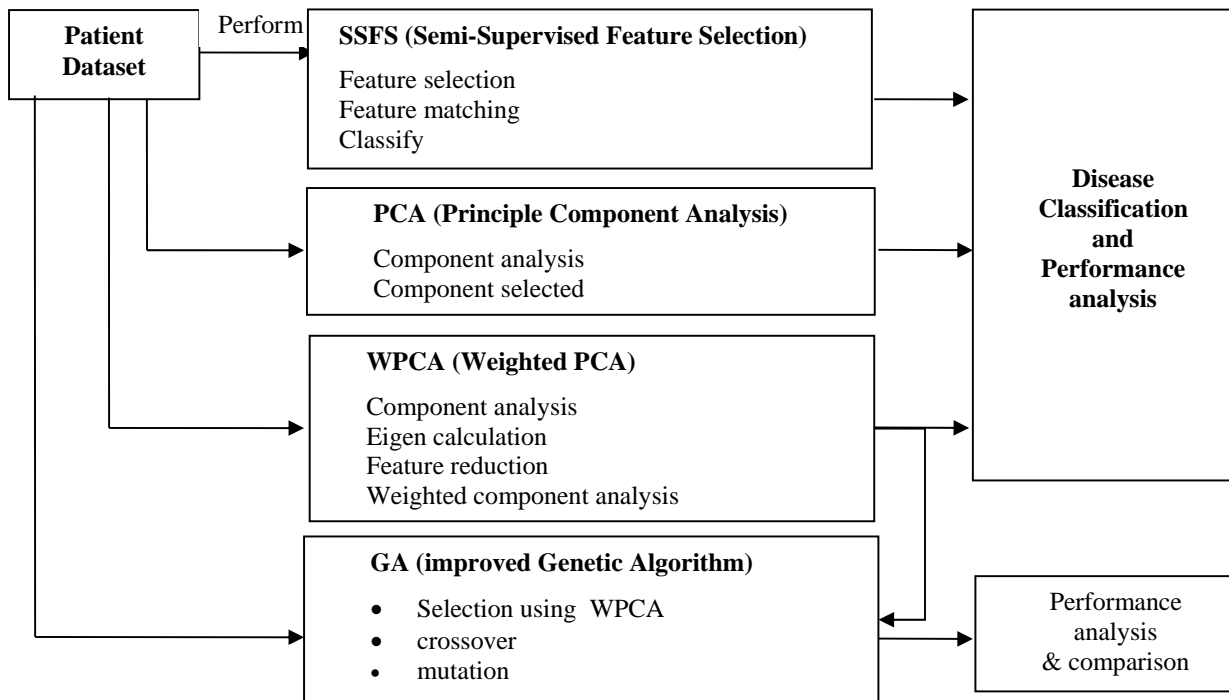 Patient
Dataset
Perform
SSFS (Semi-Supervised Feature Selection)
Feature selection
Feature matching
Classify
PCA (Principle Component Analysis)
Component analysis
Component selected
WPCA (Weighted PCA)
Component analysis
Eigen calculation
Feature reduction
Weighted component analysis
GA (improved Genetic Algorithm)
• Selection using WPCA
• crossover
• mutation
Disease
Classification
and
Performance
analysis
Performance
analysis
& comparison